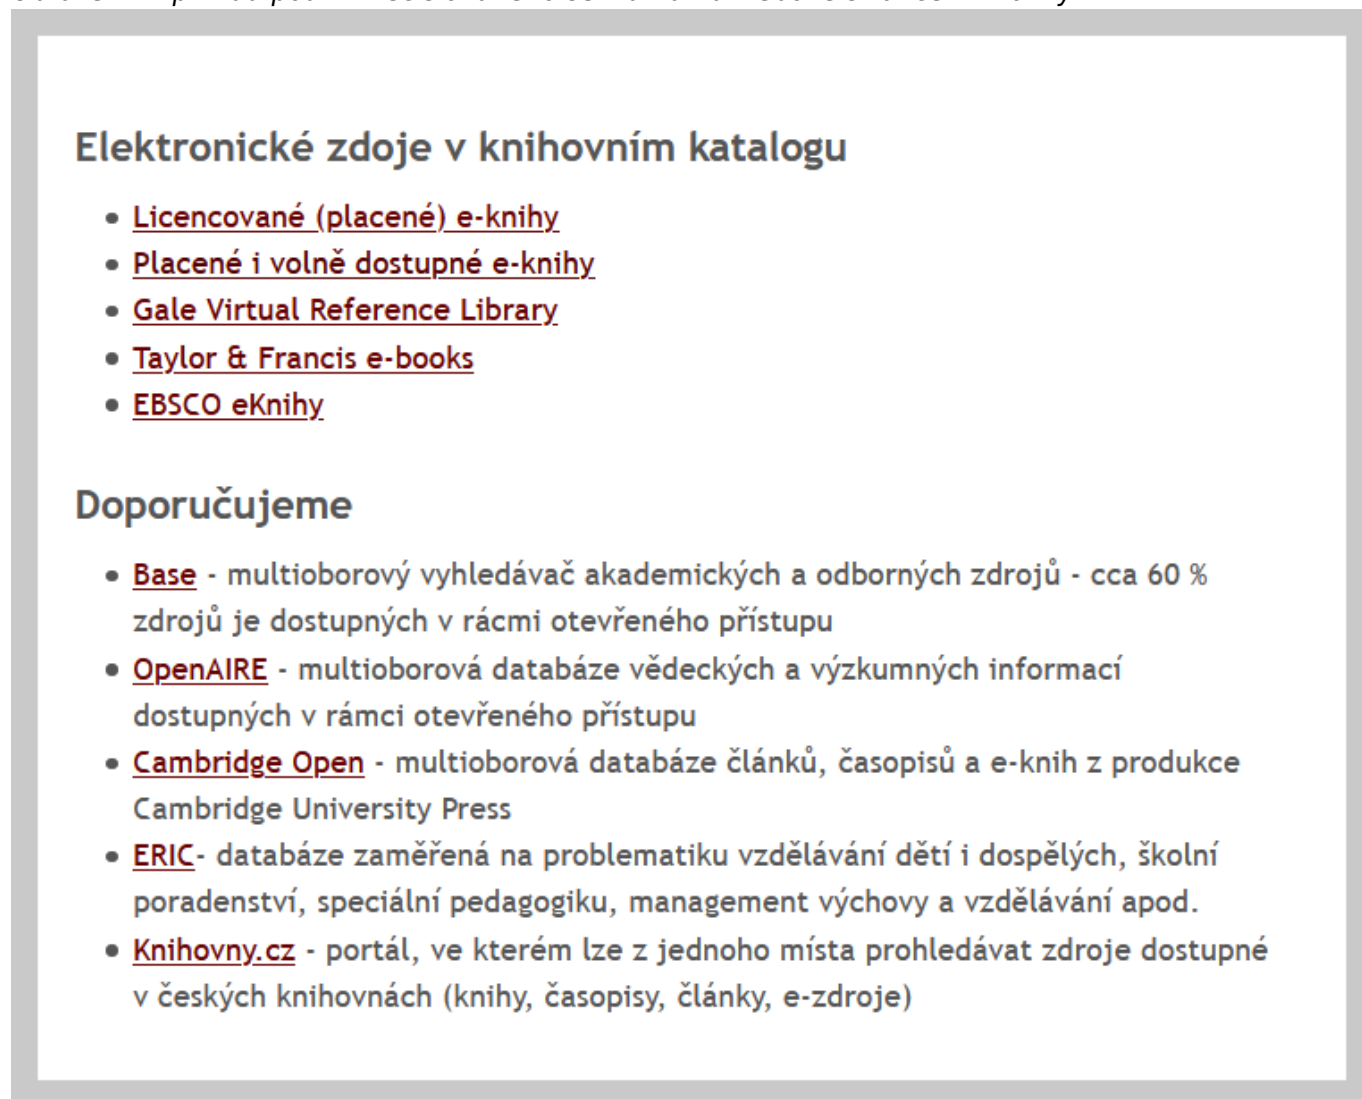 Elektronické zdoje v knihovním katalogu
Licencované (placené) e-knihy
Placené i volně dostupné e-knihy
Gale Virtual Reference Library
Taylor & Francis e-books
EBSCO eKnihy
Doporučujeme
Base - multioborový vyhledávač akademických a odborných zdrojů - cca 60 %
zdrojů je dostupných v rácmi otevřeného přístupu
OpenAIRE - multioborová databáze vědeckých a výzkumných informací
dostupných v rámci otevřeného přístupu
Cambridge Open - multioborová databáze článků, časopisů a e-knih z produkce
Cambridge University Press
ERIC- databáze zaměřená na problematiku vzdělávání dětí i dospělých, školní
poradenství, speciální pedagogiku, management výchovy a vzdělávání apod.
Knihovny.cz - portál, ve kterém lze z jednoho místa prohledávat zdroje dostupné
v českých knihovnách (knihy, časopisy, články, e-zdroje)